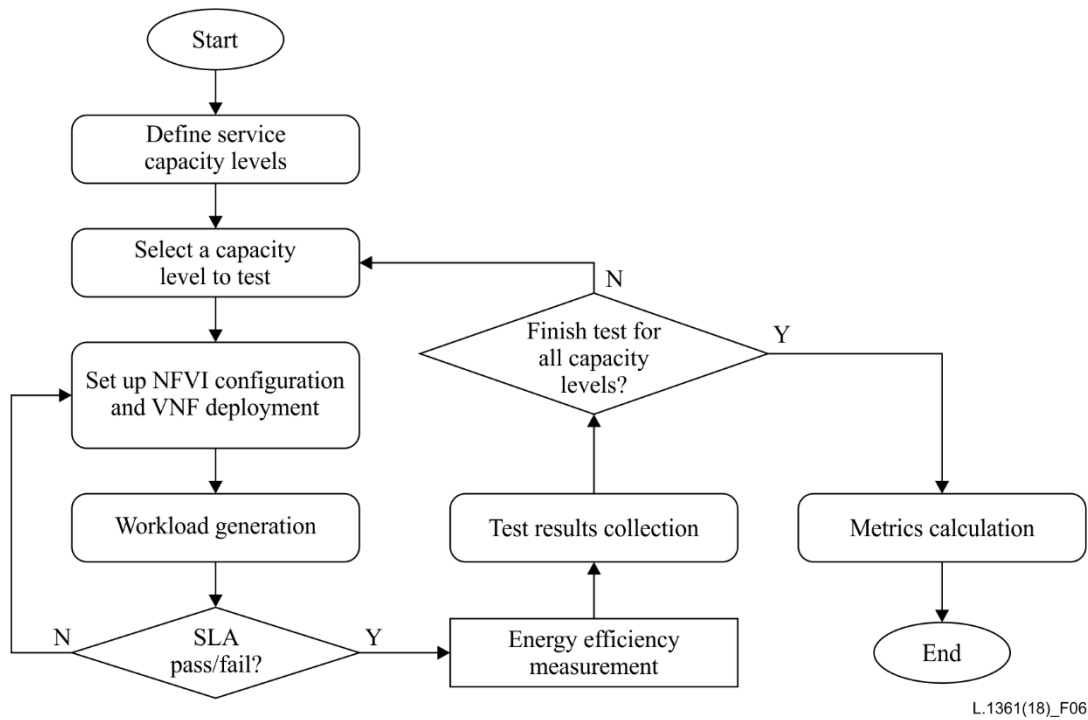 Start
Define service
capacity levels
Select a capacity
level to test
N
Finish test for
all capacity
levels?
Y
Set up NFVI configuration
and VNF deployment
Workload generation
Test results collection
Metrics calculation
N
SLA
pass/fail?
Y
Energy efficiency
measurement
End
L.1361(18)_F06